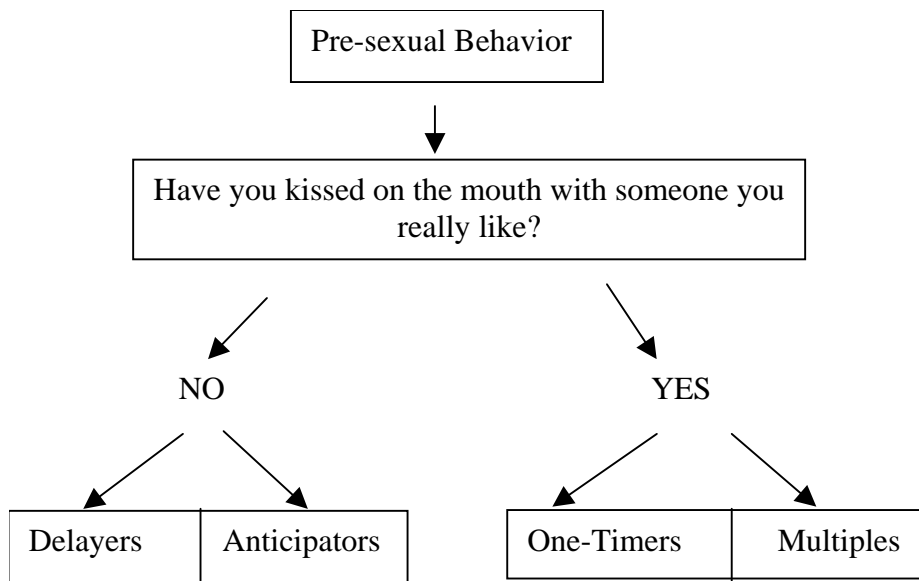 Pre-sexual Behavior
Have you kissed on the mouth with someone you
really like?
NO
YES
Delayers
Anticipators
One-Timers
Multiples